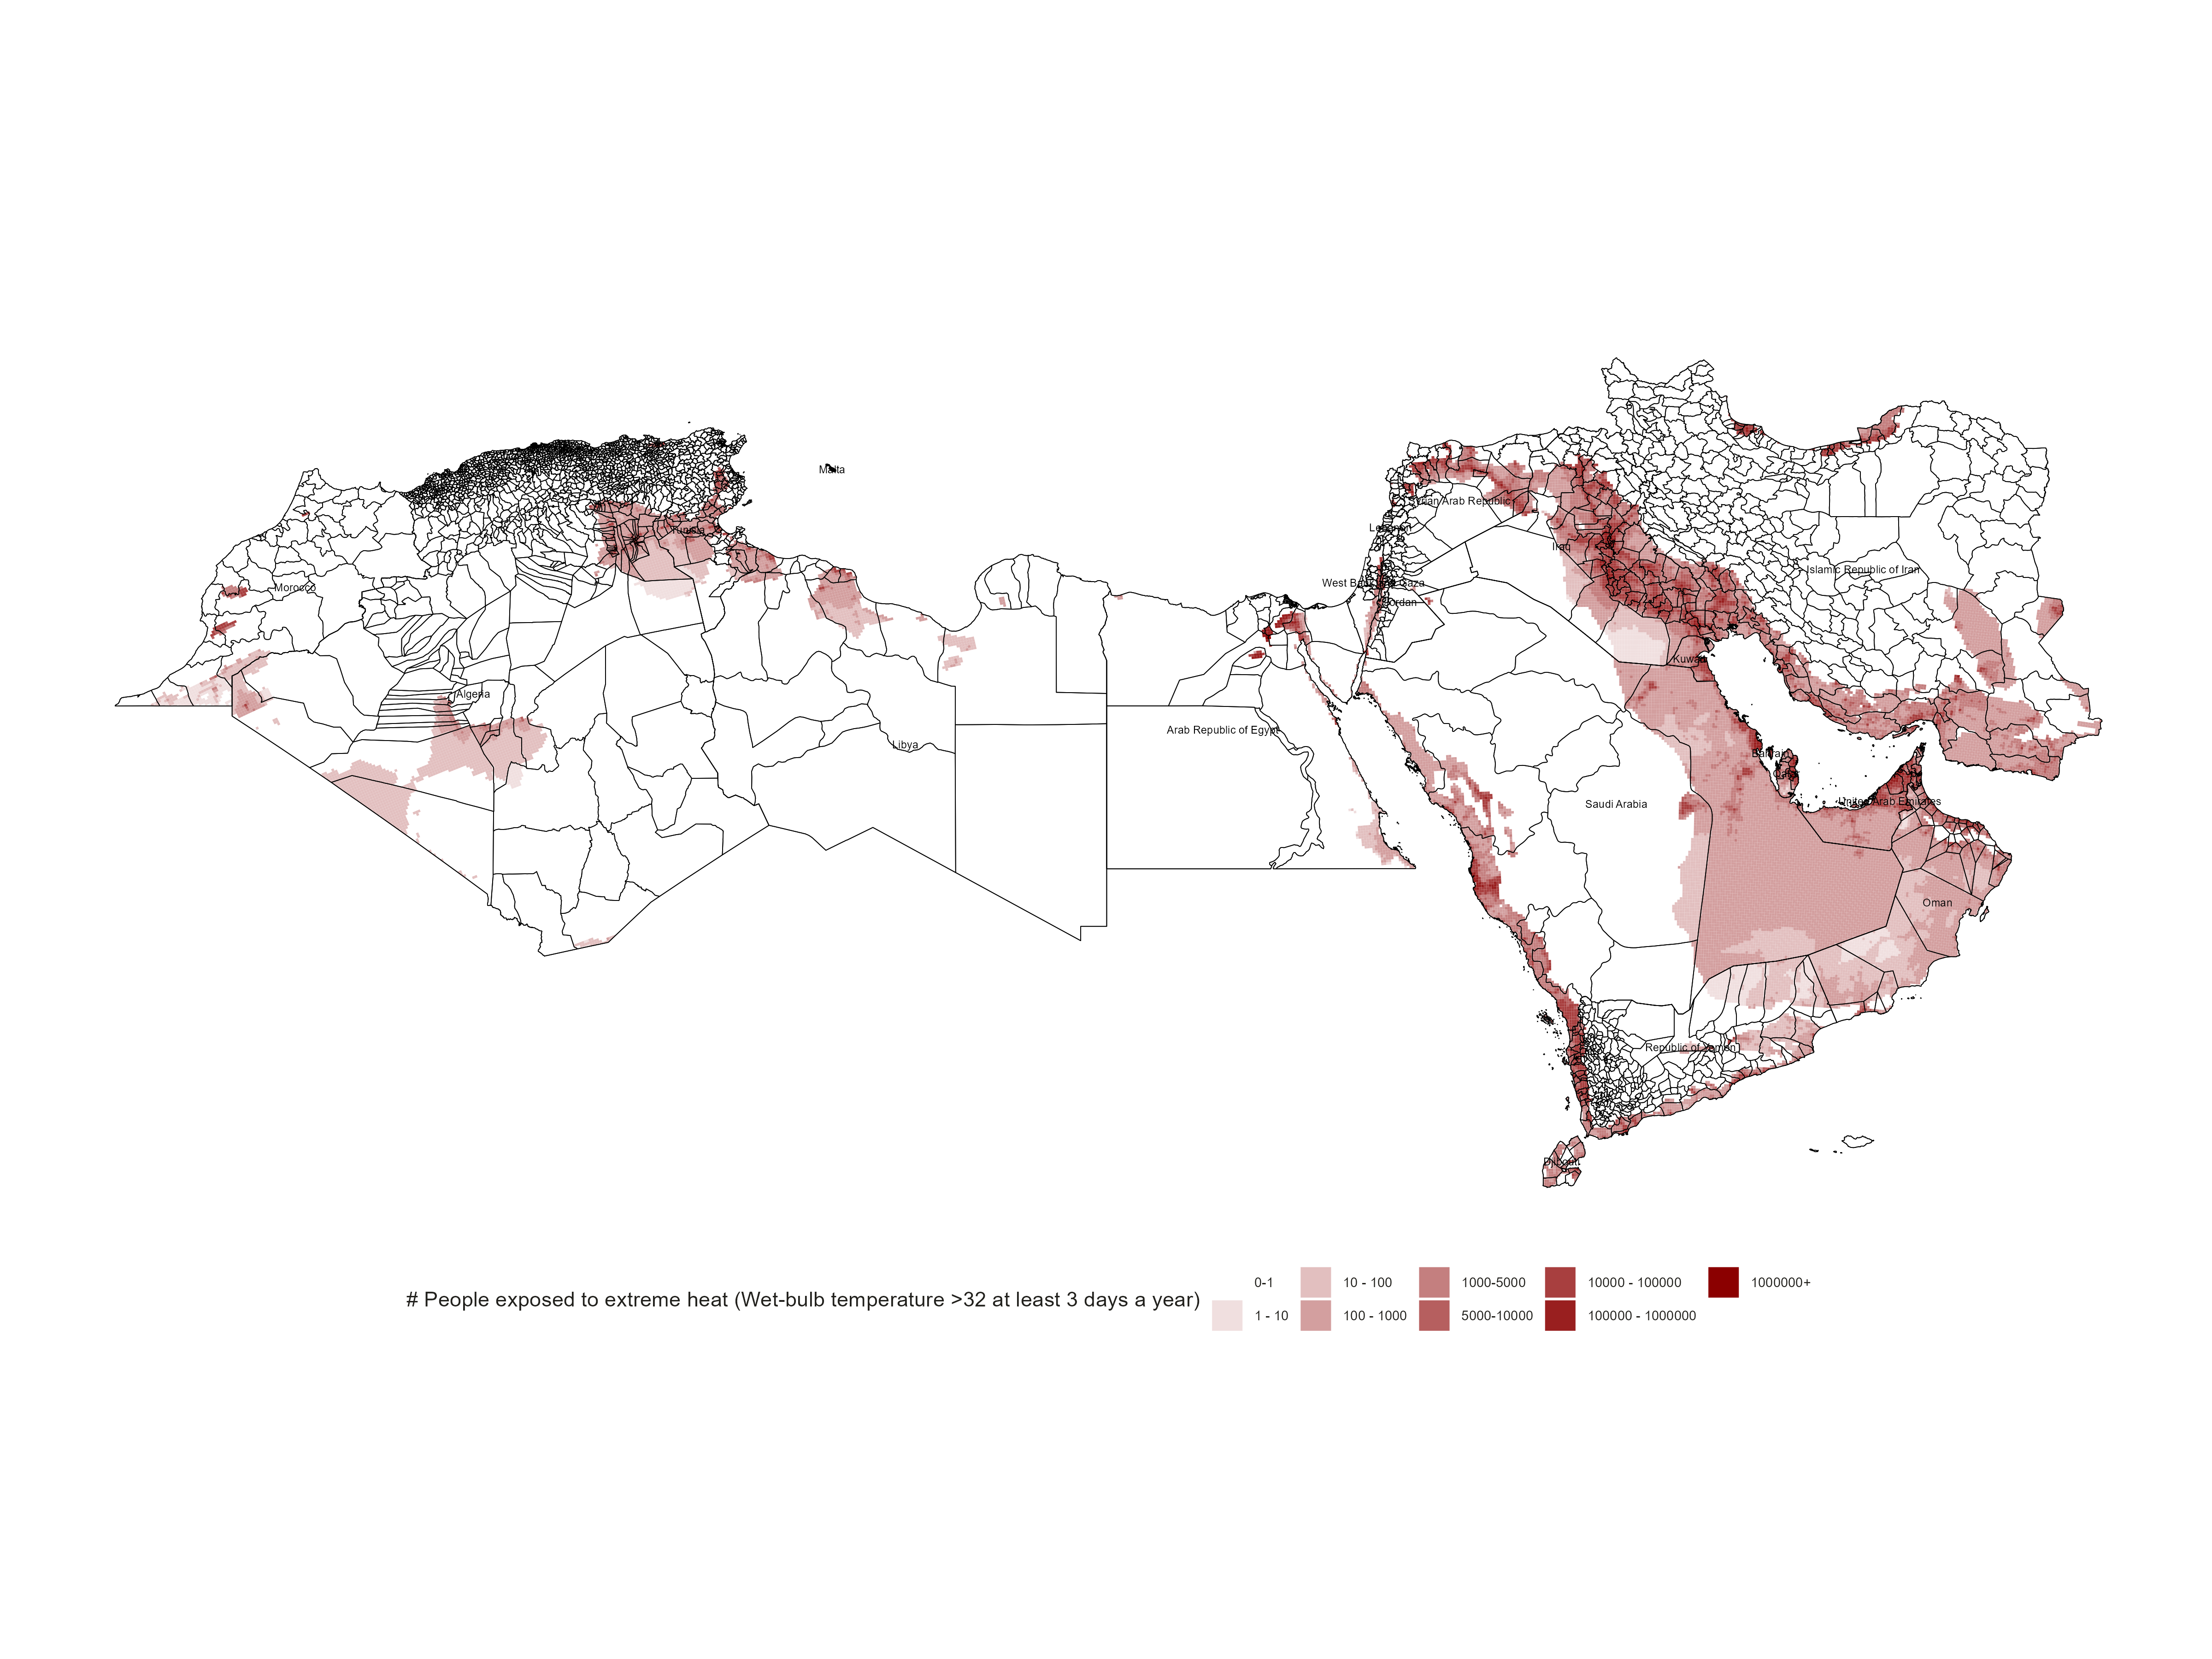 Malta
Tunisia
Syrian Arab Republic
Lebanon
Iraq
Islamic Republic of Iran
West Bank and Gaza
Morocco
Jordan
Kuwait
Algeria
Arab Republic of Egypt
Libya
Bahrain
Qatar
United Arab Emirates
Saudi Arabia
Oman
Republic of Yemen
Djibouti
# People exposed to extreme heat (Wet-bulb temperature >32 at least 3 days a year)
0-1
10 - 100
1000-5000
10000 - 100000
1000000+
1 - 10
100 - 1000
5000-10000
100000 - 1000000